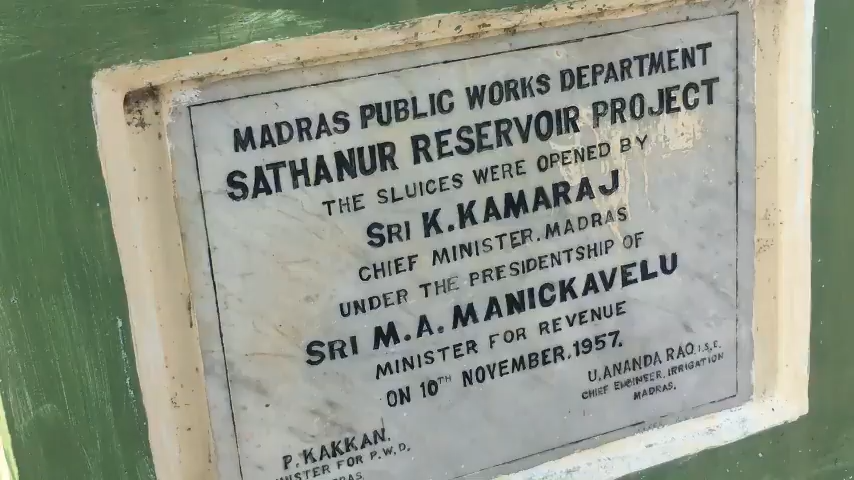 MADRAS PUBLIC WORKS DEPARTMENT
SATHANUR RESERVOIR PROJECT
THE SLUICES WERE OPENED BY
SRI K.KAMARAJ
CHIEF MINISTER. MADRAS
UNDER THE PRESIDENTSHIP OF
SRI M.A. MANICKAVELU
MINISTER FOR REVENUE
ON 10TH NOVEMBER. 1957.
U. ANANDA RAO. I.S.E.
CHIEF ENGINEER. IRRIGATION
MADRAS.
P. KAKKAN.
FOR P.W.D.